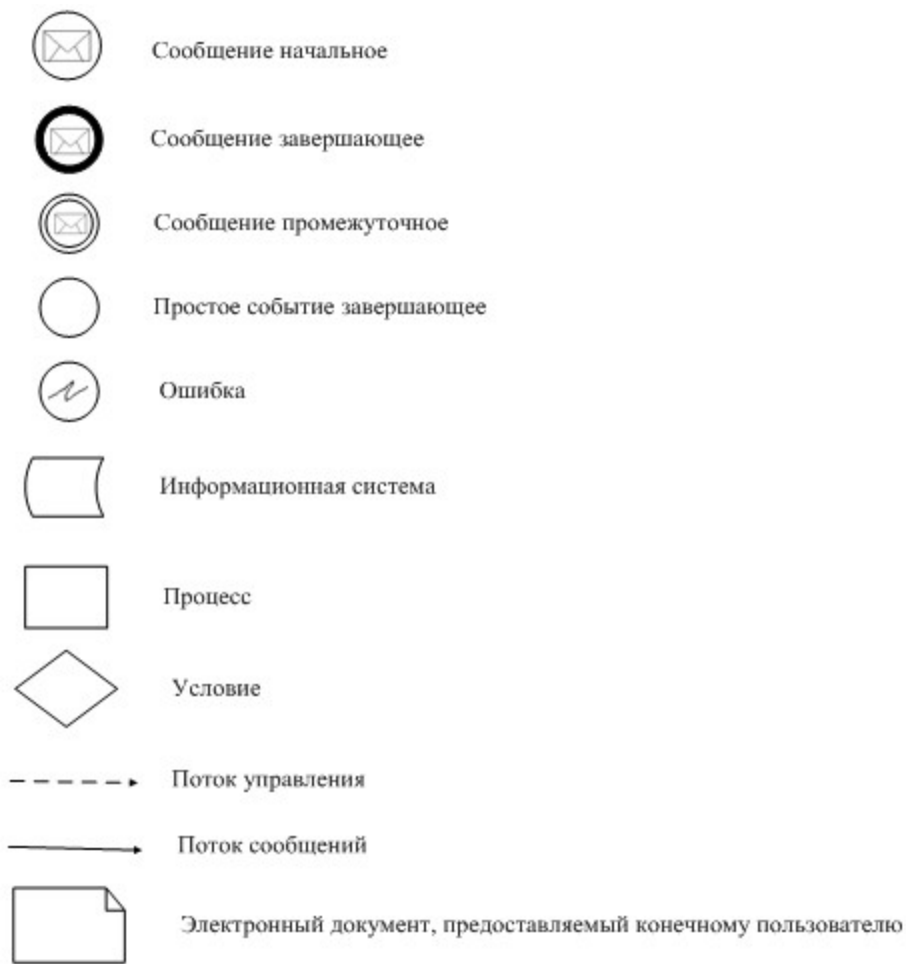 Сообщение начальное
Сообщение завершающее
Сообщение промежуточное
Простое событие завершающее
Ошибка
Информационная система
Процесс
Условие
Поток управления
Поток сообщений
Электронный документ, предоставляемый конечному пользователю